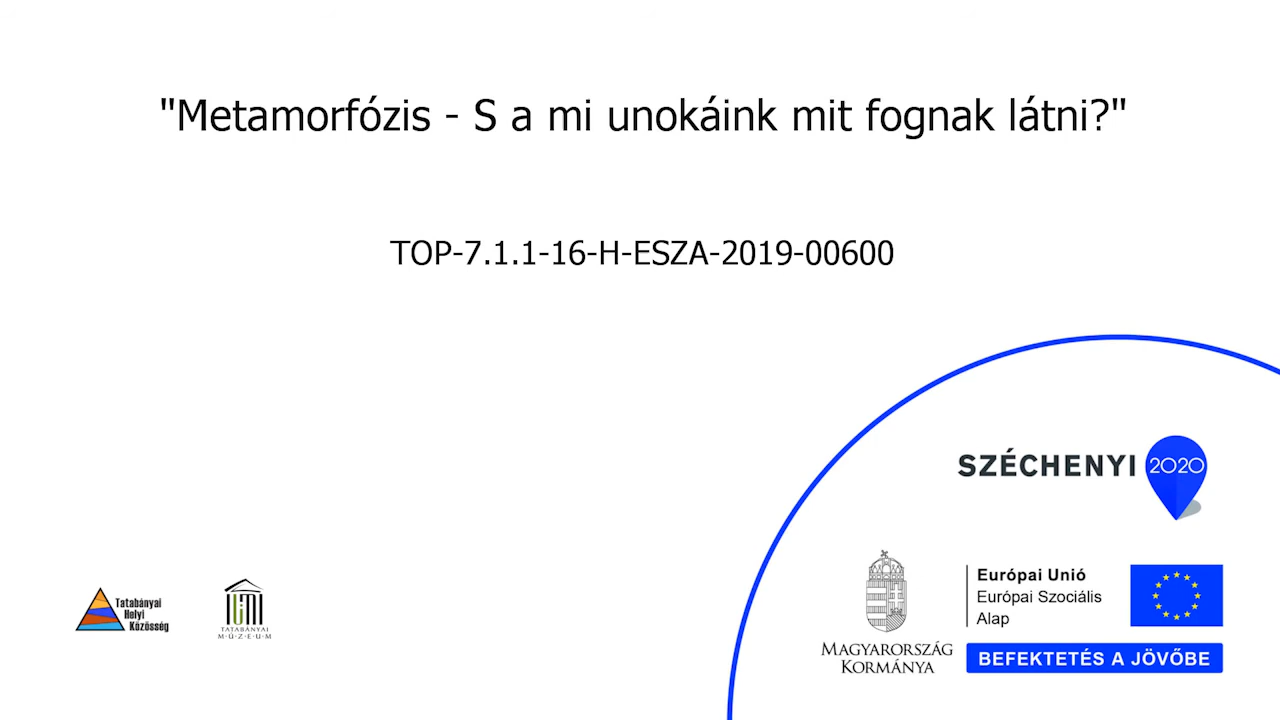 "Metamorfózis - S a mi unokáink mit fognak látni?"
TOP-7.1.1-16-H-ESZA-2019-00600
SZÉCHENYI 2020
Tatabányai
Helyi
Közösség
TATABÁNYAI
MÚZEUM
MAGYARORSZÁG
KORMÁNYA
Európai Unió
Európai Szociális
Alap
BEFEKTETÉS A JÖVŐBE